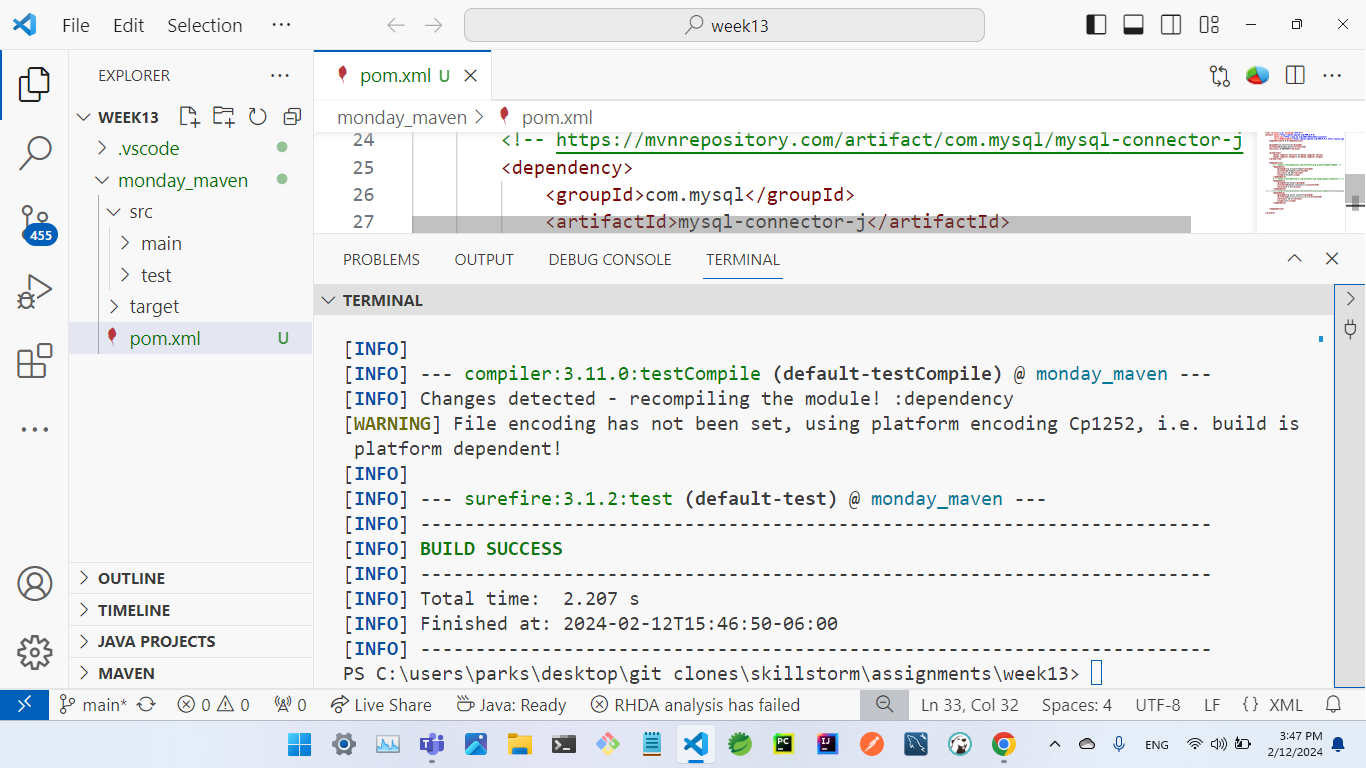 File Edit Selection ···
week13
EXPLORER
WEEK13
.vscode
monday_maven
src
main
test
target
pom.xml U
455
OUTLINE
TIMELINE
JAVA PROJECTS
MAVEN
pom.xml U
monday_maven > pom.xml
24 <!-- https://mvnrepository.com/artifact/com.mysql/mysql-connector-j
25 <dependency>
26 <groupId>com.mysql</groupId>
27 <artifactId>mysql-connector-j</artifactId>
PROBLEMS OUTPUT DEBUG CONSOLE TERMINAL
TERMINAL
[INFO]
[INFO] --- compiler:3.11.0:testCompile (default-testCompile) @ monday_maven ---
[INFO] Changes detected - recompiling the module! :dependency
[WARNING] File encoding has not been set, using platform encoding Cp1252, i.e. build is
platform dependent!
[INFO]
[INFO] --- surefire:3.1.2:test (default-test) @ monday_maven ---
[INFO] ------------------------------------------------------------------------
[INFO] BUILD SUCCESS
[INFO] ------------------------------------------------------------------------
[INFO] Total time:  2.207 s
[INFO] Finished at: 2024-02-12T15:46:50-06:00
[INFO] ------------------------------------------------------------------------
PS C:\users\parks\desktop\git clones\skillstorm\assignments\week13>
main* 0 0 0 Live Share Java: Ready RHDA analysis has failed Ln 33, Col 32 Spaces: 4 UTF-8 LF {} XML
PC IJ ENG 3:47 PM
2/12/2024